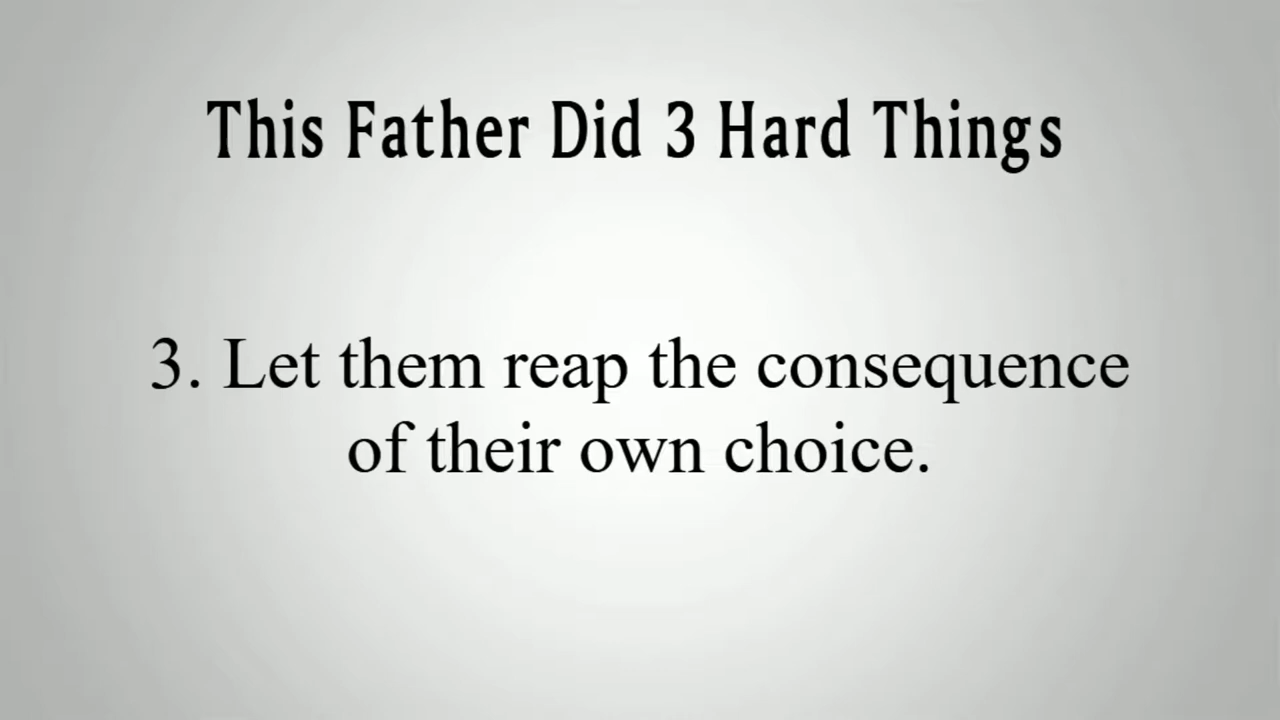 This Father Did 3 Hard Things
3. Let them reap the consequence
of their own choice.